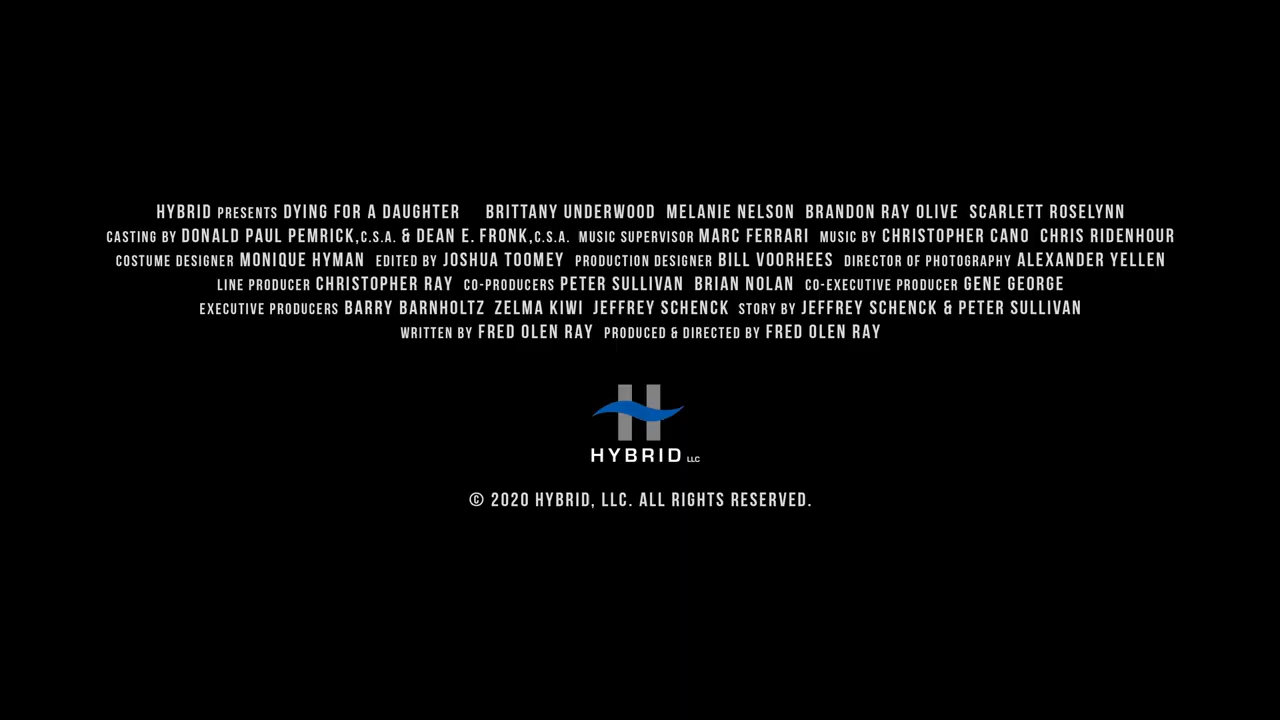 HYBRID PRESENTS DYING FOR A DAUGHTER BRITTANY UNDERWOOD MELANIE NELSON BRANDON RAY OLIVE SCARLETT ROSELYNN
CASTING BY DONALD PAUL PEMRICK,C.S.A. & DEAN E. FRONK,C.S.A. MUSIC SUPERVISOR MARC FERRARI MUSIC BY CHRISTOPHER CANO CHRIS RIDENHOUR
COSTUME DESIGNER MONIQUE HYMAN EDITED BY JOSHUA TOOMEY PRODUCTION DESIGNER BILL VOORHEES DIRECTOR OF PHOTOGRAPHY ALEXANDER YELLEN
LINE PRODUCER CHRISTOPHER RAY CO-PRODUCERS PETER SULLIVAN BRIAN NOLAN CO-EXECUTIVE PRODUCER GENE GEORGE
EXECUTIVE PRODUCERS BARRY BARNHOLTZ ZELMA KIWI JEFFREY SCHENCK STORY BY JEFFREY SCHENCK & PETER SULLIVAN
WRITTEN BY FRED OLEN RAY PRODUCED & DIRECTED BY FRED OLEN RAY
H
HYBRID LLC
© 2020 HYBRID, LLC. ALL RIGHTS RESERVED.